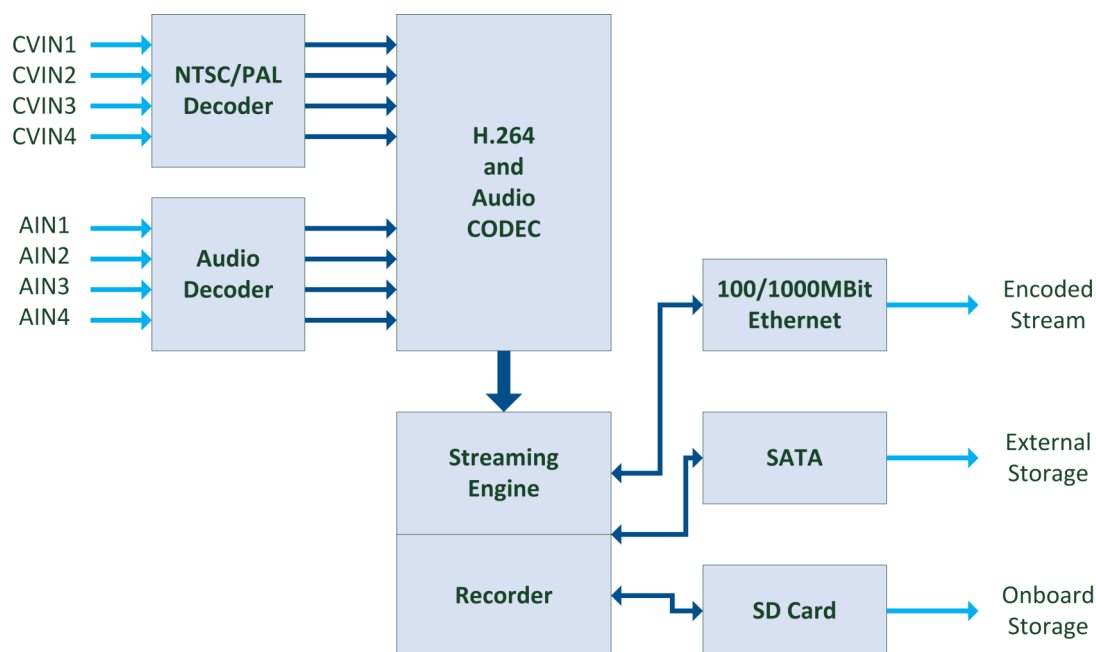 CVIN1
CVIN2
CVIN3
CVIN4
NTSC/PAL
Decoder
H.264
and
Audio
CODEC
AIN1
AIN2
AIN3
AIN4
Audio
Decoder
100/1000MBit
Ethernet
Encoded
Stream
Streaming
Engine
SATA
External
Storage
Recorder
SD Card
Onboard
Storage